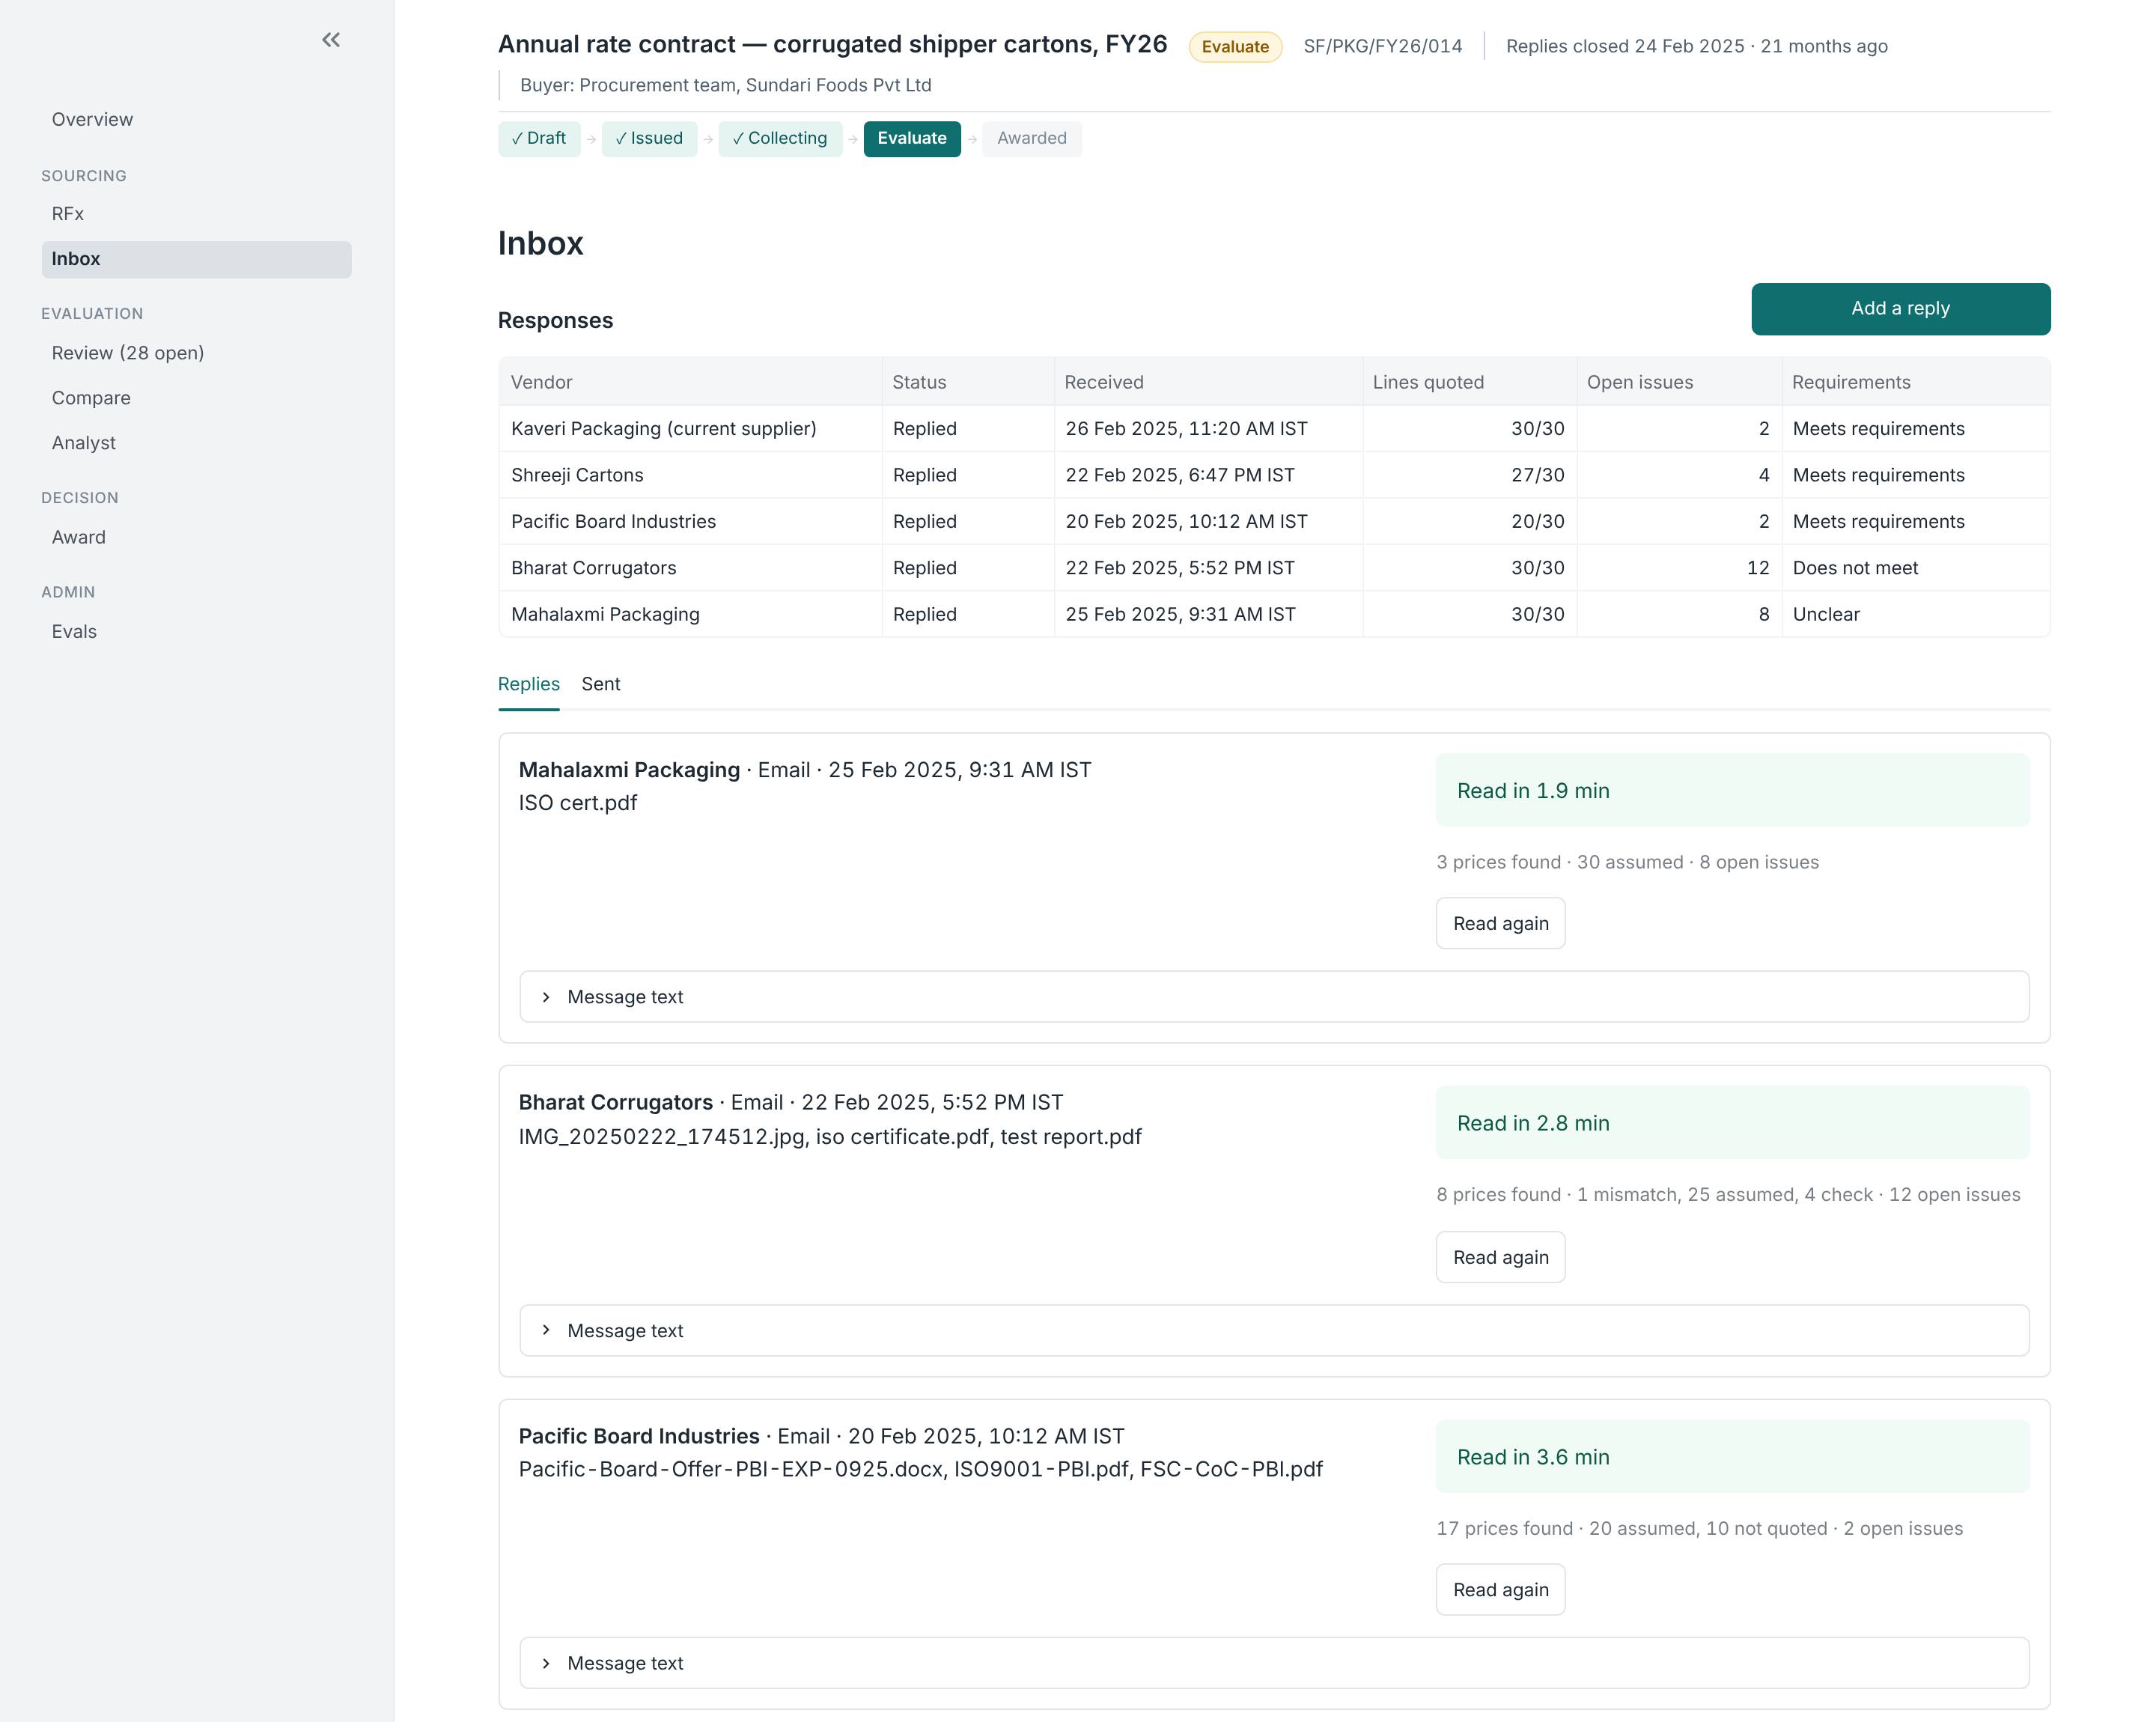 Annual rate contract — corrugated shipper cartons, FY26 Evaluate SF/PKG/FY26/014 Replies closed 24 Feb 2025 · 21 months ago
Buyer: Procurement team, Sundari Foods Pvt Ltd
✓ Draft → ✓ Issued → ✓ Collecting → Evaluate → Awarded
Overview
SOURCING
RFx
Inbox
EVALUATION
Review (28 open)
Compare
Analyst
DECISION
Award
ADMIN
Evals
Inbox
Responses
Add a reply
Vendor Status Received Lines quoted Open issues Requirements
Kaveri Packaging (current supplier) Replied 26 Feb 2025, 11:20 AM IST 30/30 2 Meets requirements
Shreeji Cartons Replied 22 Feb 2025, 6:47 PM IST 27/30 4 Meets requirements
Pacific Board Industries Replied 20 Feb 2025, 10:12 AM IST 20/30 2 Meets requirements
Bharat Corrugators Replied 22 Feb 2025, 5:52 PM IST 30/30 12 Does not meet
Mahalaxmi Packaging Replied 25 Feb 2025, 9:31 AM IST 30/30 8 Unclear
Replies Sent
Mahalaxmi Packaging · Email · 25 Feb 2025, 9:31 AM IST
ISO cert.pdf
Read in 1.9 min
3 prices found · 30 assumed · 8 open issues
Read again
Message text
Bharat Corrugators · Email · 22 Feb 2025, 5:52 PM IST
IMG_20250222_174512.jpg, iso certificate.pdf, test report.pdf
Read in 2.8 min
8 prices found · 1 mismatch, 25 assumed, 4 check · 12 open issues
Read again
Message text
Pacific Board Industries · Email · 20 Feb 2025, 10:12 AM IST
Pacific-Board-Offer-PBI-EXP-0925.docx, ISO9001-PBI.pdf, FSC-CoC-PBI.pdf
Read in 3.6 min
17 prices found · 20 assumed, 10 not quoted · 2 open issues
Read again
Message text